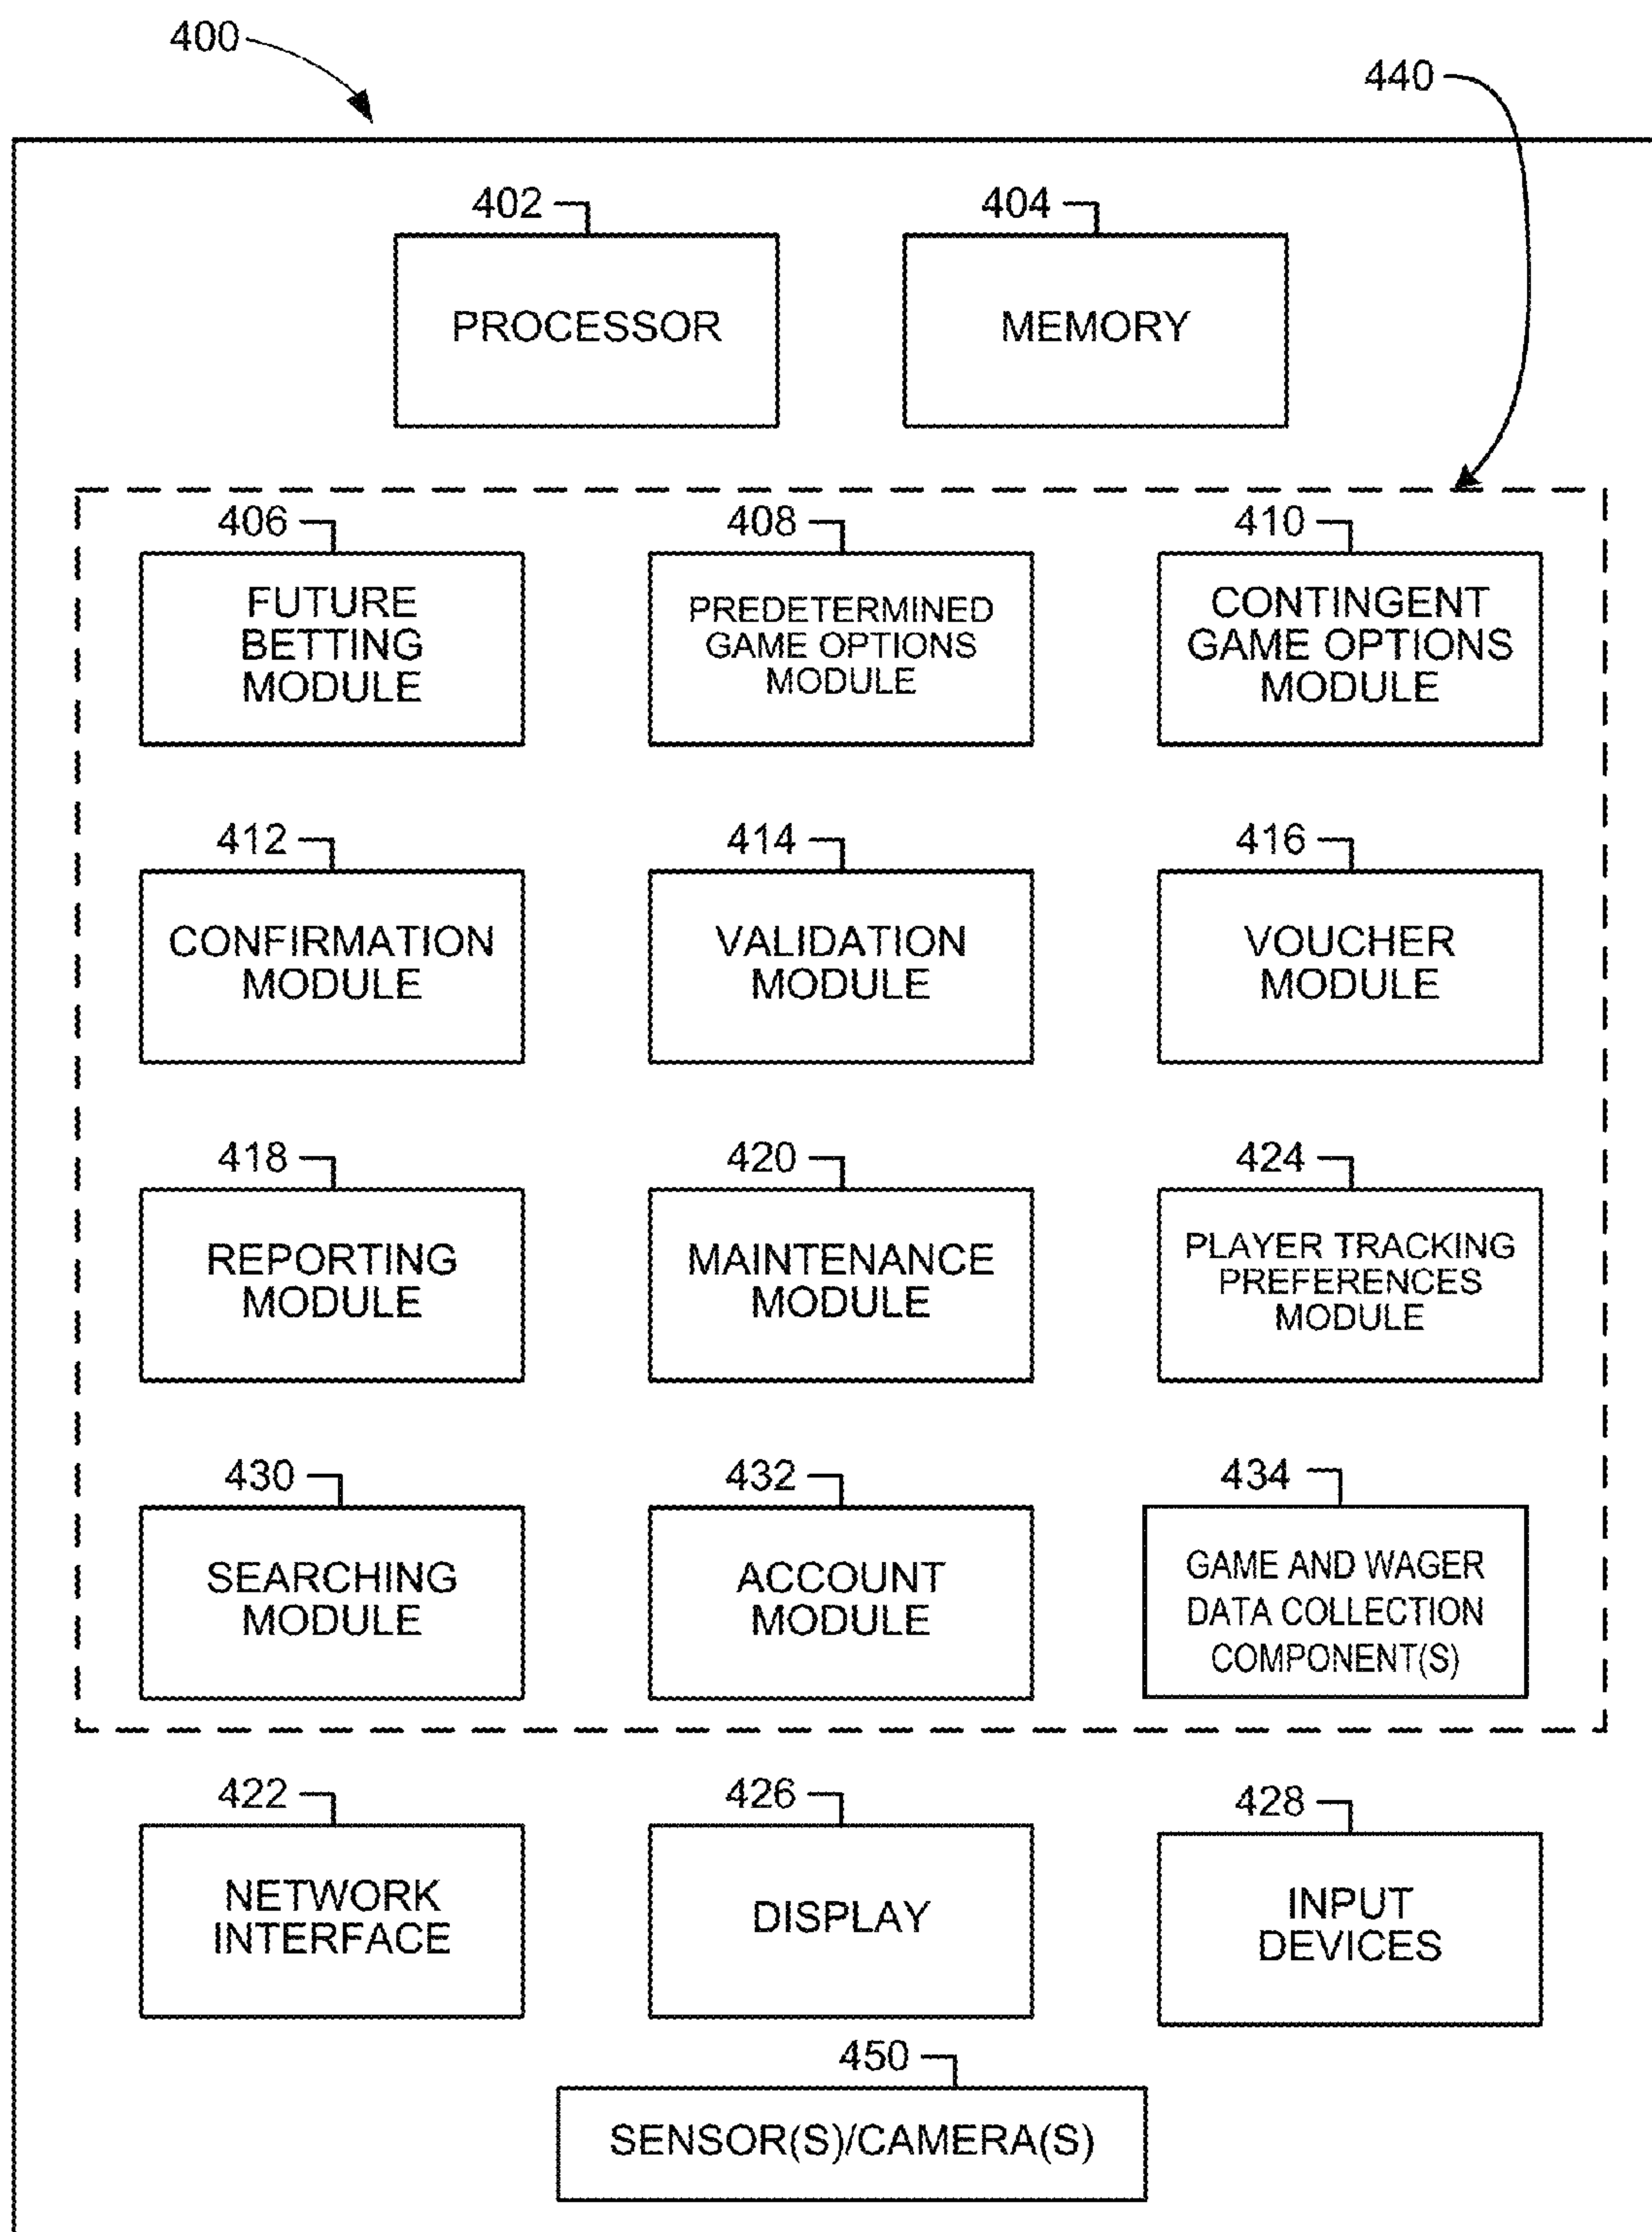 400
440
402
404
PROCESSOR
MEMORY
406
408
410
FUTURE
BETTING
MODULE
PREDETERMINED
GAME OPTIONS
MODULE
CONTINGENT
GAME OPTIONS
MODULE
412
414
416
CONFIRMATION
MODULE
VALIDATION
MODULE
VOUCHER
MODULE
418
420
424
REPORTING
MODULE
MAINTENANCE
MODULE
PLAYER TRACKING
PREFERENCES
MODULE
430
432
434
SEARCHING
MODULE
ACCOUNT
MODULE
GAME AND WAGER
DATA COLLECTION
COMPONENT(S)
422
426
428
NETWORK
INTERFACE
DISPLAY
INPUT
DEVICES
450
SENSOR(S)/CAMERA(S)